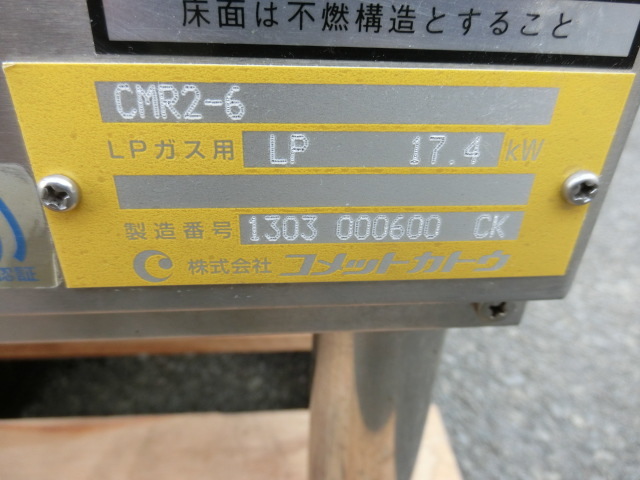 床面は不燃構造とすること
CMR2-6
LPガス用 LP 17.4 kW
製造番号 1303 000600 CK
株式会社 コメットカトウ
認証